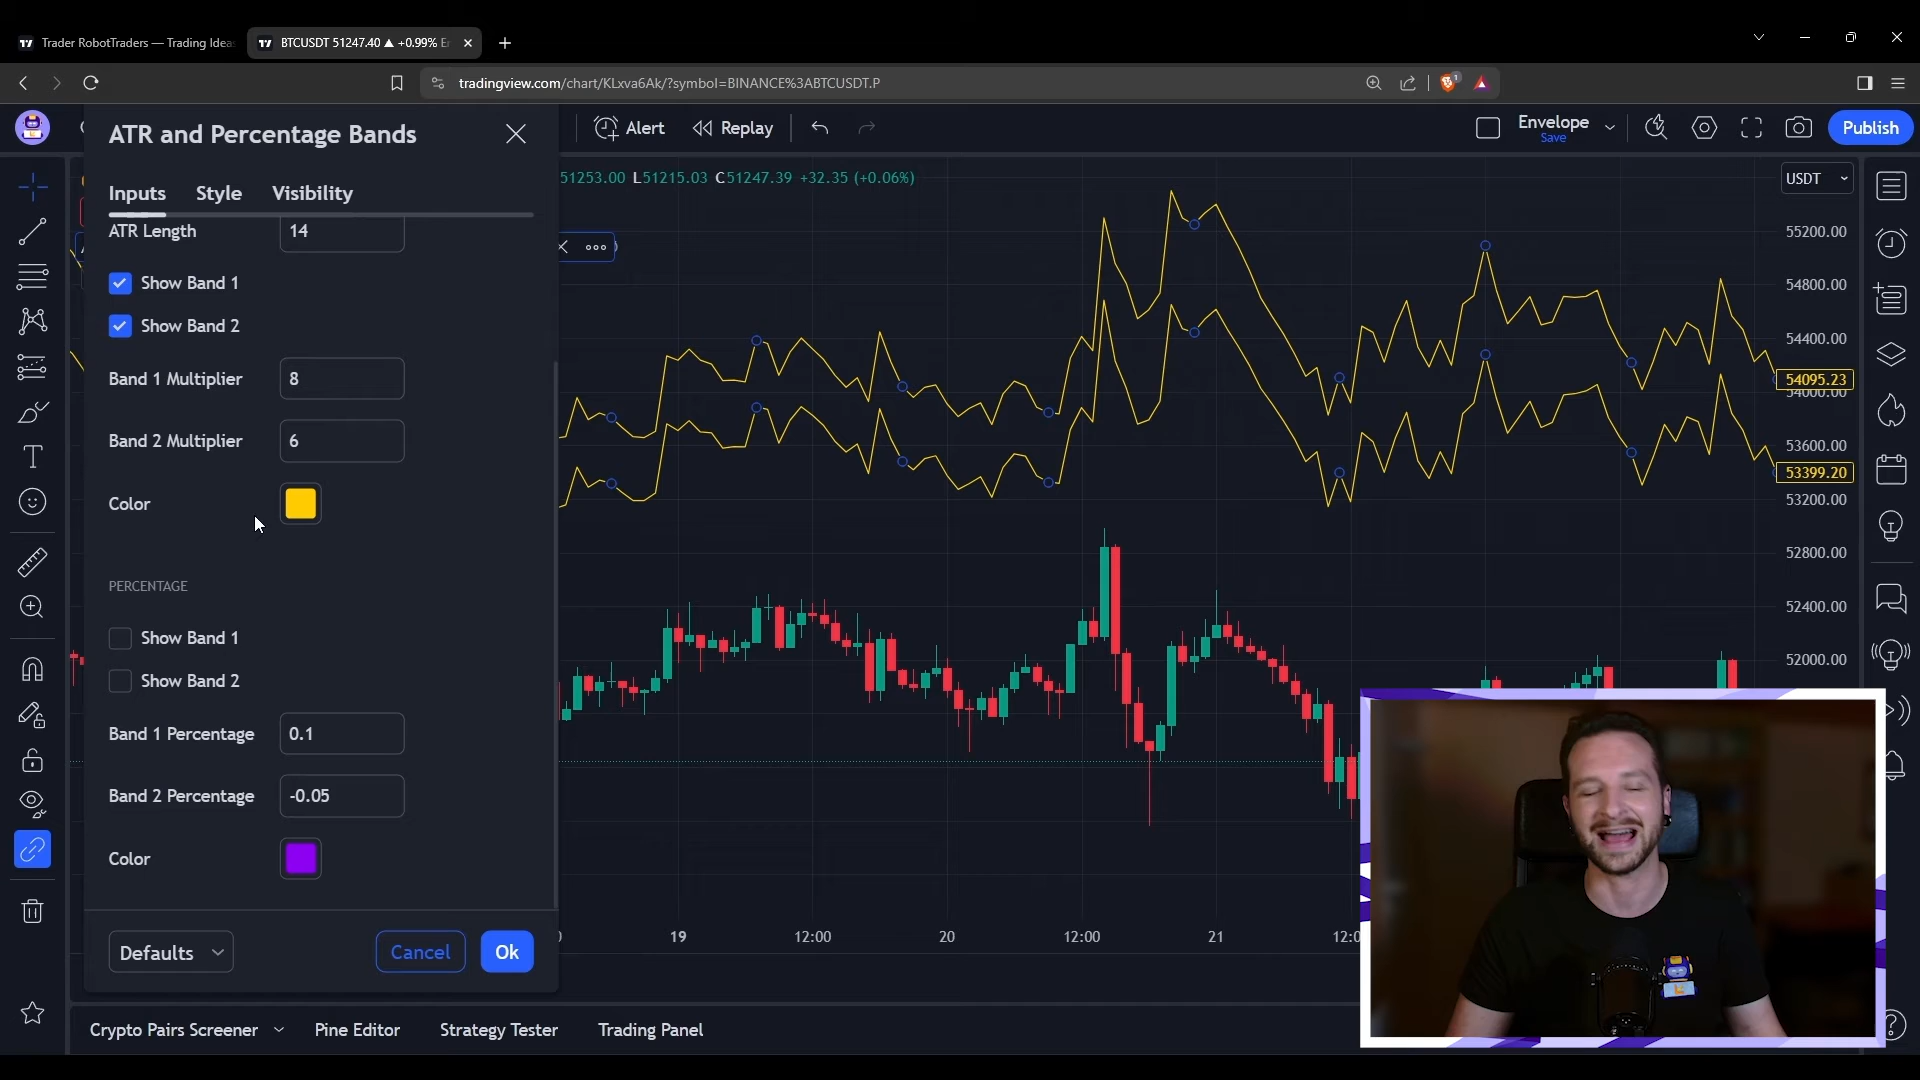 Trader RobotTraders — Trading Idea
BTCUSDT 51247.40 ▲ +0.99%
tradingview.com/chart/KLxva6Ak/?symbol=BINANCE%3ABTCUSDT.P
1
ATR and Percentage Bands
Alert
Replay
Envelope
Save
Publish
Inputs
Style
Visibility
51253.00 L51215.03 C51247.39 +32.35 (+0.06%)
USDT
ATR Length
14
Show Band 1
Show Band 2
Band 1 Multiplier
8
Band 2 Multiplier
6
Color
PERCENTAGE
Show Band 1
Show Band 2
Band 1 Percentage
0.1
Band 2 Percentage
-0.05
Color
Defaults
Cancel
Ok
55200.00
54800.00
54400.00
54095.23
54000.00
53600.00
53399.20
53200.00
52800.00
52400.00
52000.00
19
12:00
20
12:00
21
Crypto Pairs Screener
Pine Editor
Strategy Tester
Trading Panel